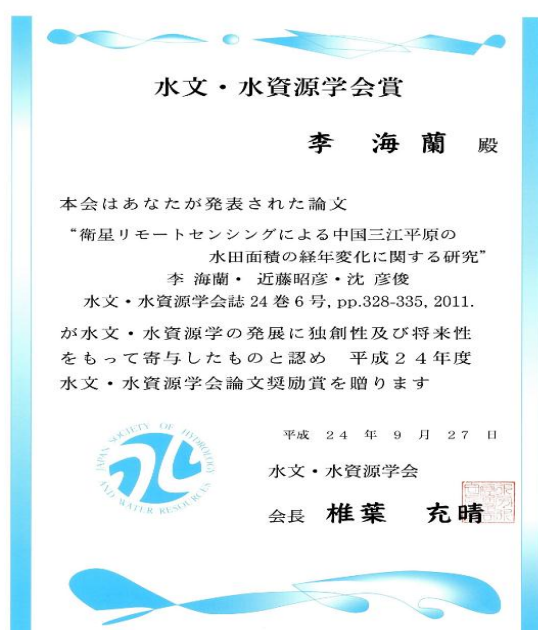 水文・水資源学会賞
李 海蘭 殿
本会はあなたが発表された論文
“衛星リモートセンシングによる中国三江平原の
水田面積の経年変化に関する研究”
李 海蘭・ 近藤昭彦・沈 彦俊
水文・水資源学会誌 24 巻 6 号, pp.328-335, 2011.
が水文・水資源学の発展に独創性及び将来性
をもって寄与したものと認め 平成24年度
水文・水資源学会論文奨励賞を贈ります
JAPAN SOCIETY OF HYDROLOGY
AND WATER RESOURCES
平成 24 年 9 月 27 日
水文・水資源学会
会長 椎葉 充晴